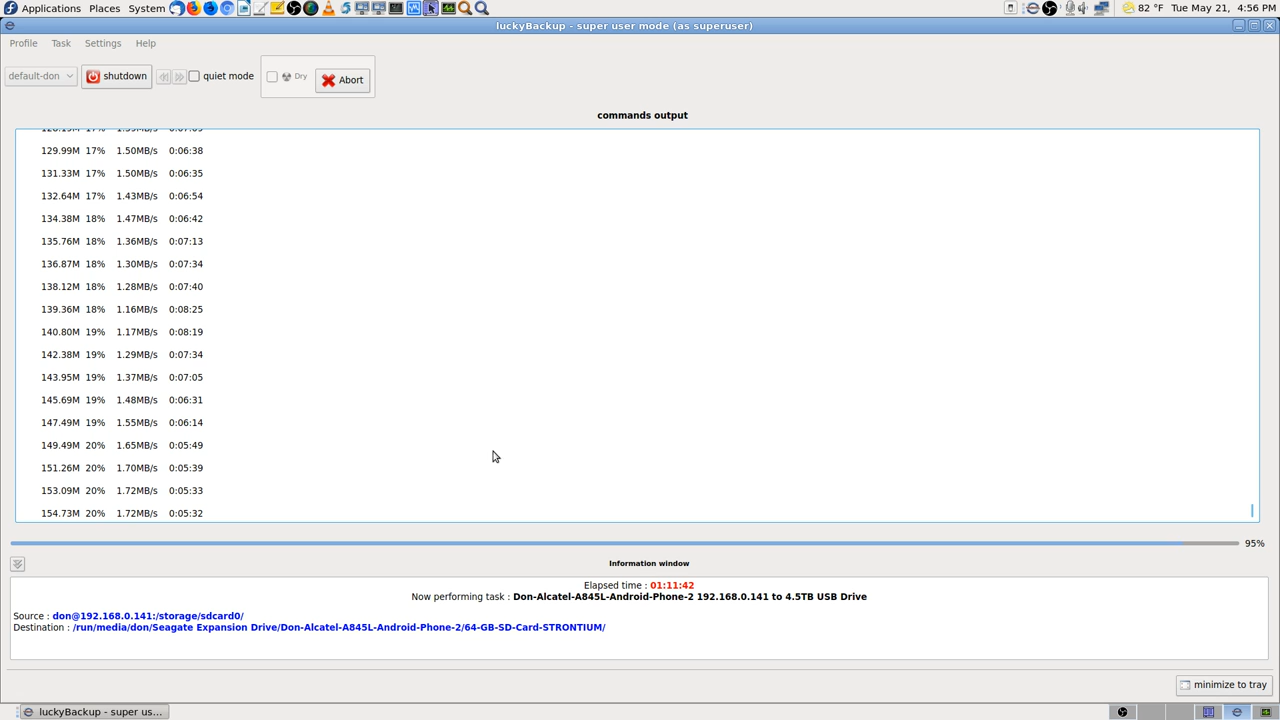 Applications Places System 82 °F Tue May 21, 4:56 PM
luckyBackup - super user mode (as superuser)
Profile Task Settings Help
default-don shutdown quiet mode Dry Abort
commands output
129.99M 17% 1.50MB/s 0:06:38
131.33M 17% 1.50MB/s 0:06:35
132.64M 17% 1.43MB/s 0:06:54
134.38M 18% 1.47MB/s 0:06:42
135.76M 18% 1.36MB/s 0:07:13
136.87M 18% 1.30MB/s 0:07:34
138.12M 18% 1.28MB/s 0:07:40
139.36M 18% 1.16MB/s 0:08:25
140.80M 19% 1.17MB/s 0:08:19
142.38M 19% 1.29MB/s 0:07:34
143.95M 19% 1.37MB/s 0:07:05
145.69M 19% 1.48MB/s 0:06:31
147.49M 19% 1.55MB/s 0:06:14
149.49M 20% 1.65MB/s 0:05:49
151.26M 20% 1.70MB/s 0:05:39
153.09M 20% 1.72MB/s 0:05:33
154.73M 20% 1.72MB/s 0:05:32
95%
Information window
Elapsed time : 01:11:42
Now performing task : Don-Alcatel-A845L-Android-Phone-2 192.168.0.141 to 4.5TB USB Drive
Source : don@192.168.0.141:/storage/sdcard0/
Destination : /run/media/don/Seagate Expansion Drive/Don-Alcatel-A845L-Android-Phone-2/64-GB-SD-Card-STRONTIUM/
minimize to tray
luckyBackup - super us...